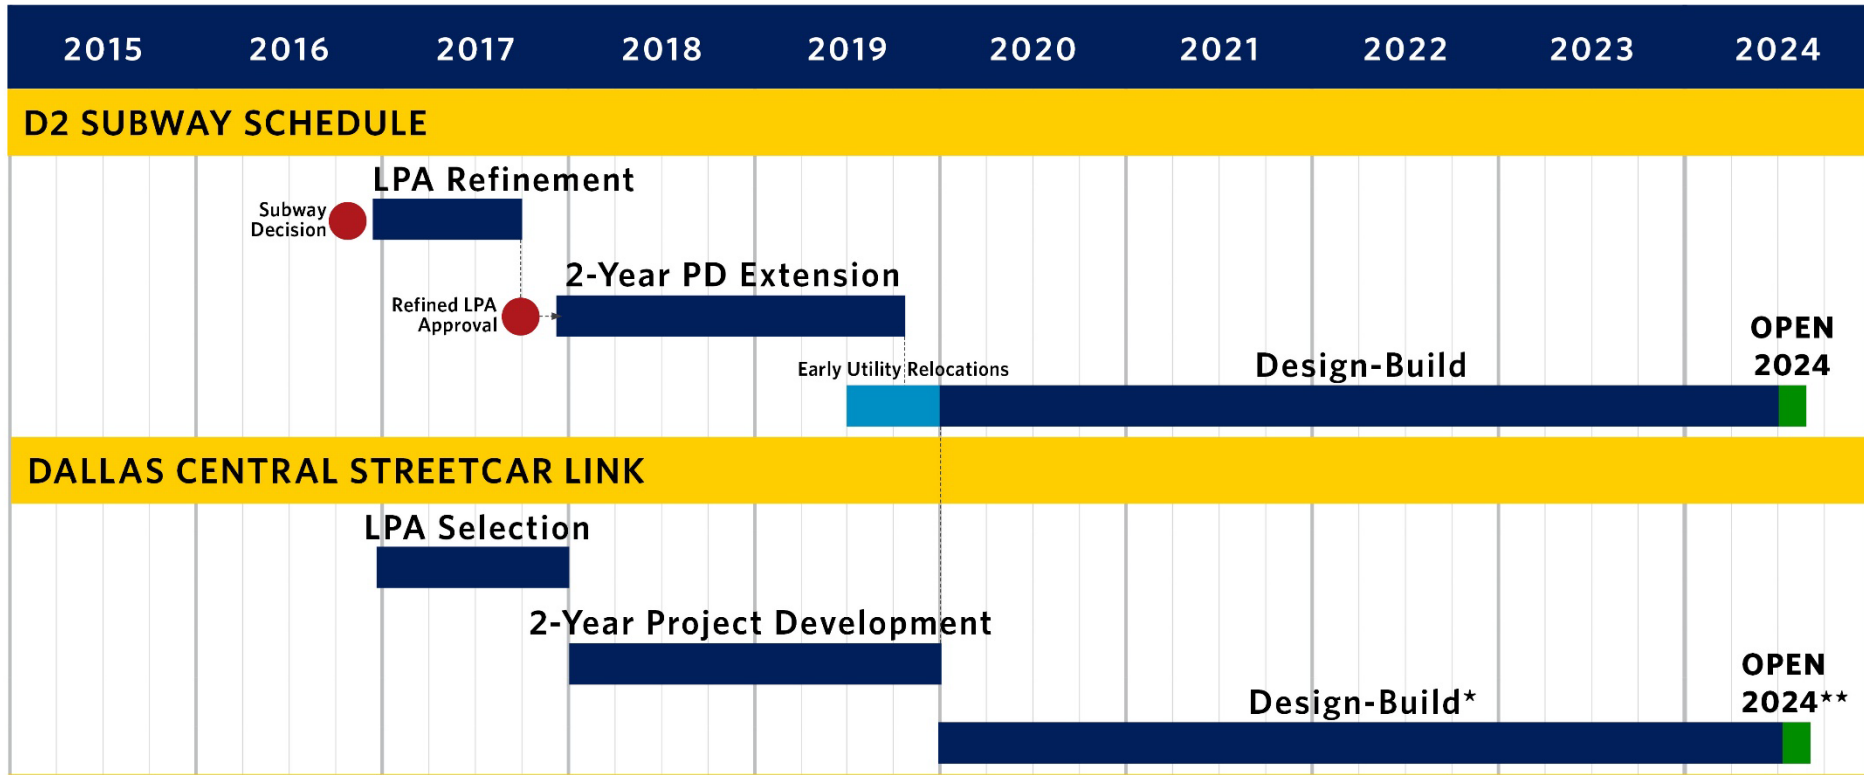 2015 2016 2017 2018 2019 2020 2021 2022 2023 2024
D2 SUBWAY SCHEDULE
LPA Refinement
Subway
Decision
2-Year PD Extension
Refined LPA
Approval
OPEN
2024
Early Utility Relocations
Design-Build
DALLAS CENTRAL STREETCAR LINK
LPA Selection
2-Year Project Development
OPEN
2024**
Design-Build*